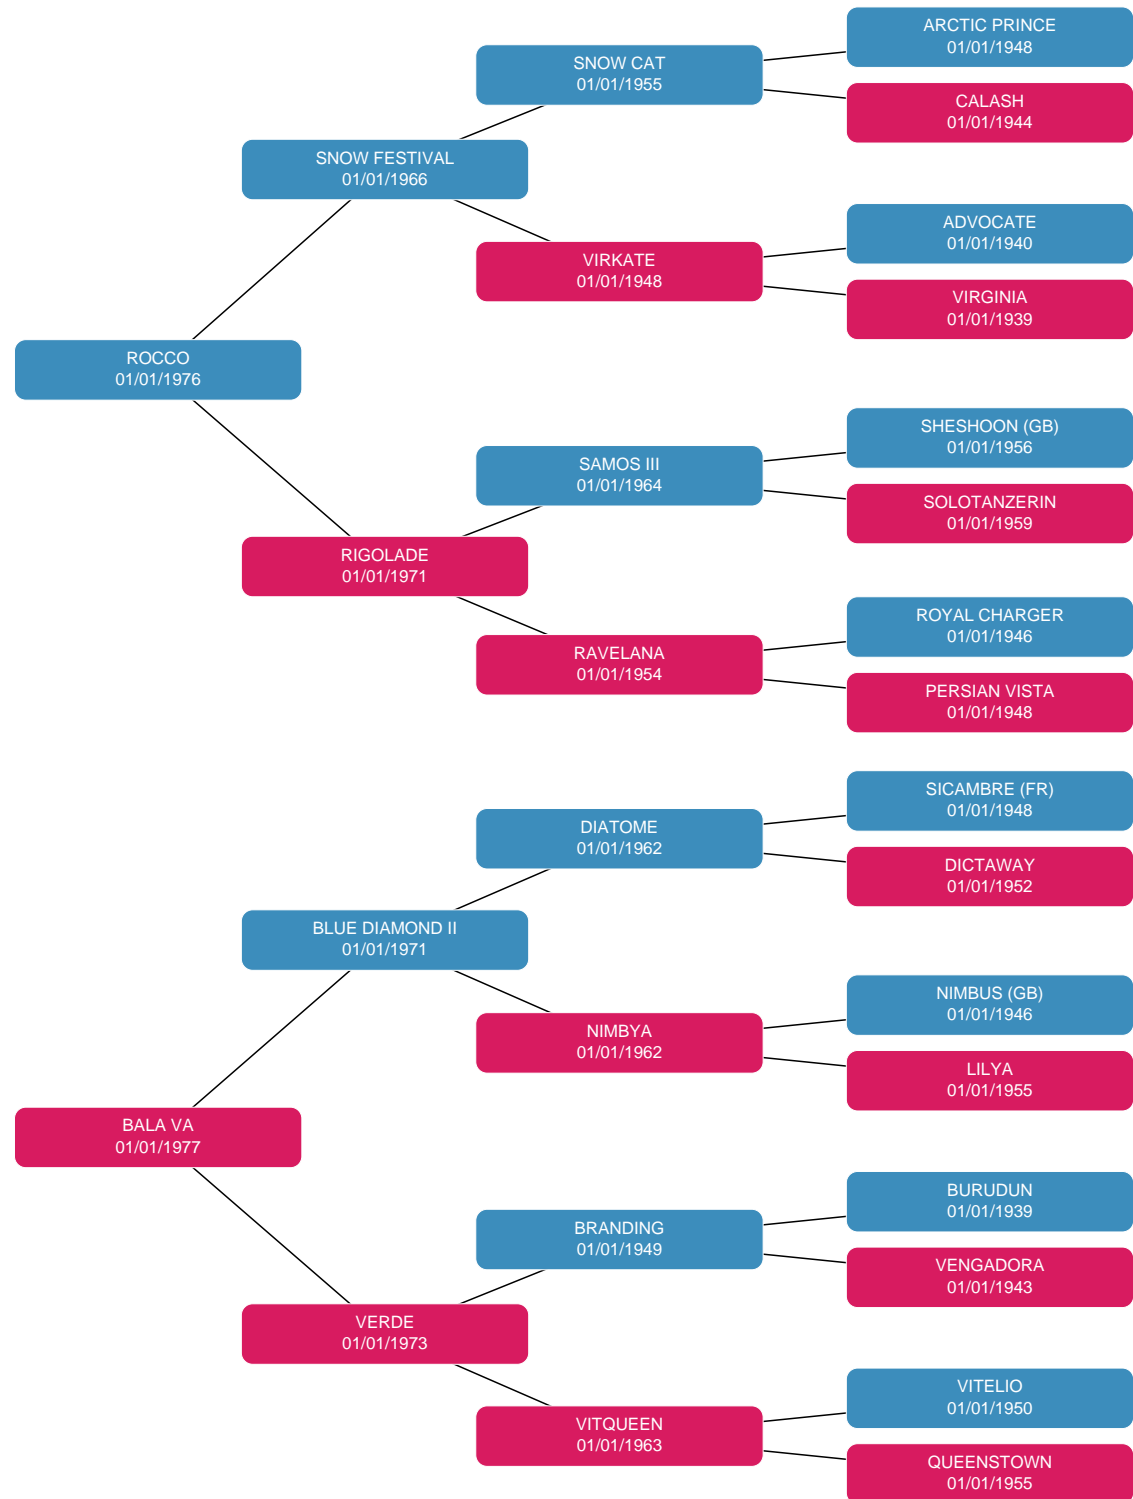 ARCTIC PRINCE
01/01/1948
SNOW CAT
01/01/1955
CALASH
01/01/1944
SNOW FESTIVAL
01/01/1966
ADVOCATE
01/01/1940
VIRKATE
01/01/1948
VIRGINIA
01/01/1939
ROCCO
01/01/1976
SHESHOON (GB)
01/01/1956
SAMOS III
01/01/1964
SOLOTANZERIN
01/01/1959
RIGOLADE
01/01/1971
ROYAL CHARGER
01/01/1946
RAVELANA
01/01/1954
PERSIAN VISTA
01/01/1948
SICAMBRE (FR)
01/01/1948
DIATOME
01/01/1962
DICTAWAY
01/01/1952
BLUE DIAMOND II
01/01/1971
NIMBUS (GB)
01/01/1946
NIMBYA
01/01/1962
LILYA
01/01/1955
BALA VA
01/01/1977
BURUDUN
01/01/1939
BRANDING
01/01/1949
VENGADORA
01/01/1943
VERDE
01/01/1973
VITELIO
01/01/1950
VITQUEEN
01/01/1963
QUEENSTOWN
01/01/1955